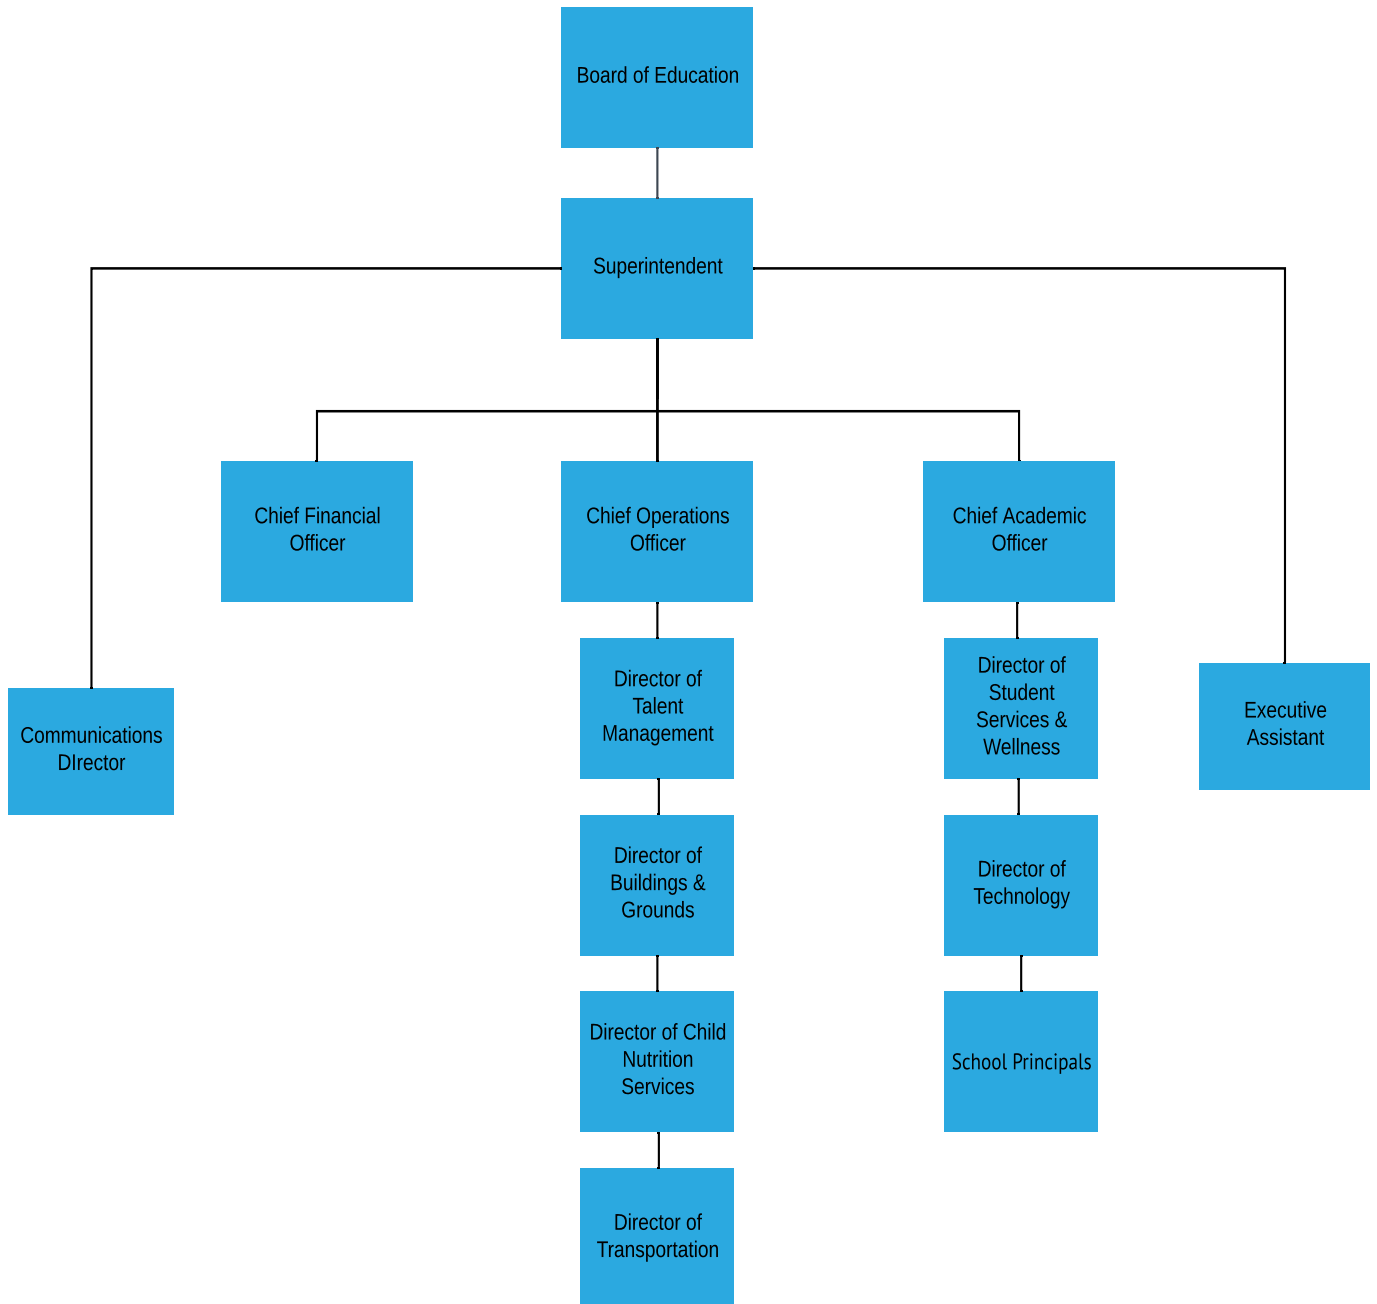 Board of Education
Superintendent
Chief Financial
Officer
Chief Operations
Officer
Chief Academic
Officer
Communications
DIrector
Director of
Talent
Management
Director of
Student
Services &
Wellness
Executive
Assistant
Director of
Buildings &
Grounds
Director of
Technology
Director of Child
Nutrition
Services
School Principals
Director of
Transportation